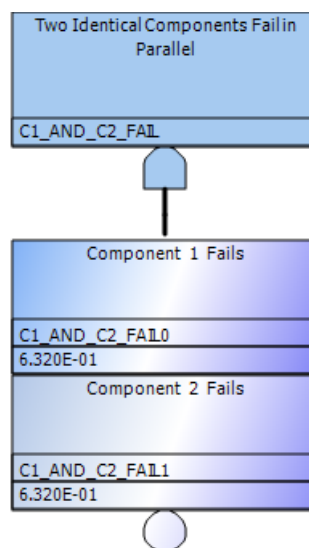 Two Identical Components Fail in
Parallel
C1_AND_C2_FAIL
Component 1 Fails
C1_AND_C2_FAIL0
6.320E-01
Component 2 Fails
C1_AND_C2_FAIL1
6.320E-01